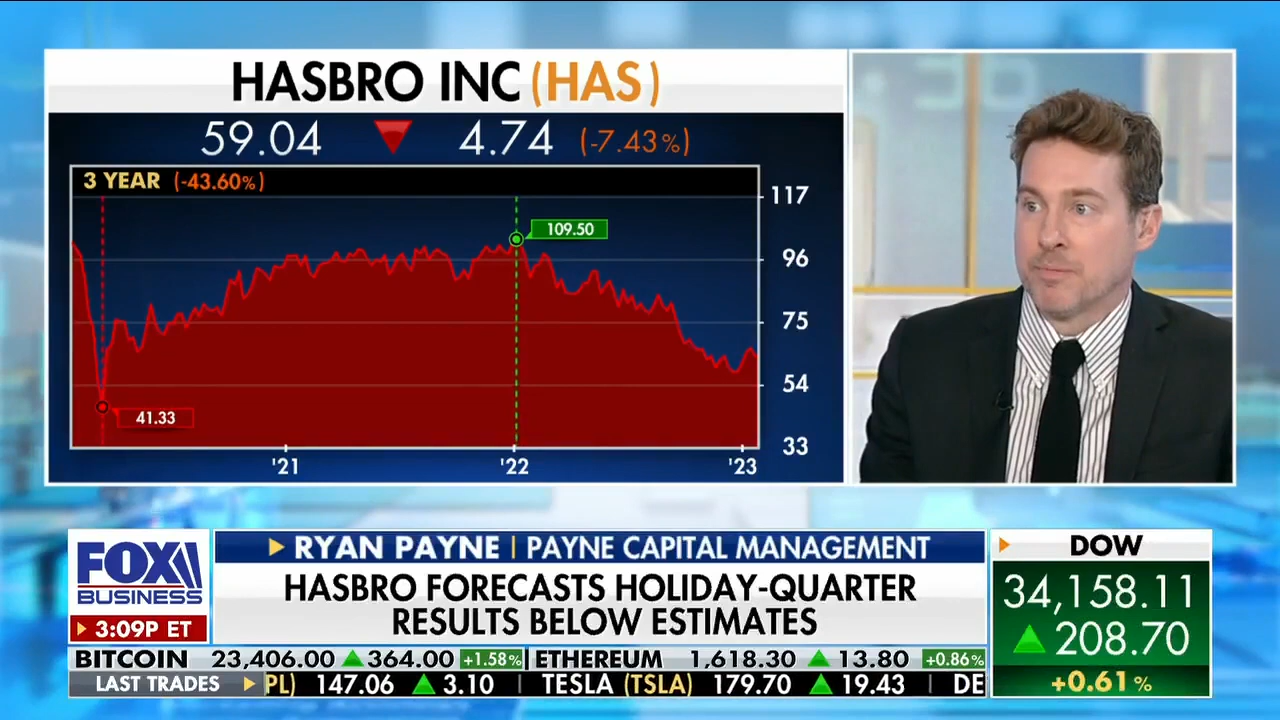 HASBRO INC (HAS)
59.04 ▼ 4.74 (-7.43%)
3 YEAR (-43.60%)
117
109.50
96
75
54
41.33
33
'21 '22 '23
FOX BUSINESS
3:09P ET
RYAN PAYNE | PAYNE CAPITAL MANAGEMENT
HASBRO FORECASTS HOLIDAY-QUARTER
RESULTS BELOW ESTIMATES
DOW
34,158.11
▲ 208.70
+0.61%
BITCOIN 23,406.00 ▲ 364.00 +1.58% ETHEREUM 1,618.30 ▲ 13.80 +0.86%
LAST TRADES PL) 147.06 ▲ 3.10 | TESLA (TSLA) 179.70 ▲ 19.43 | DE